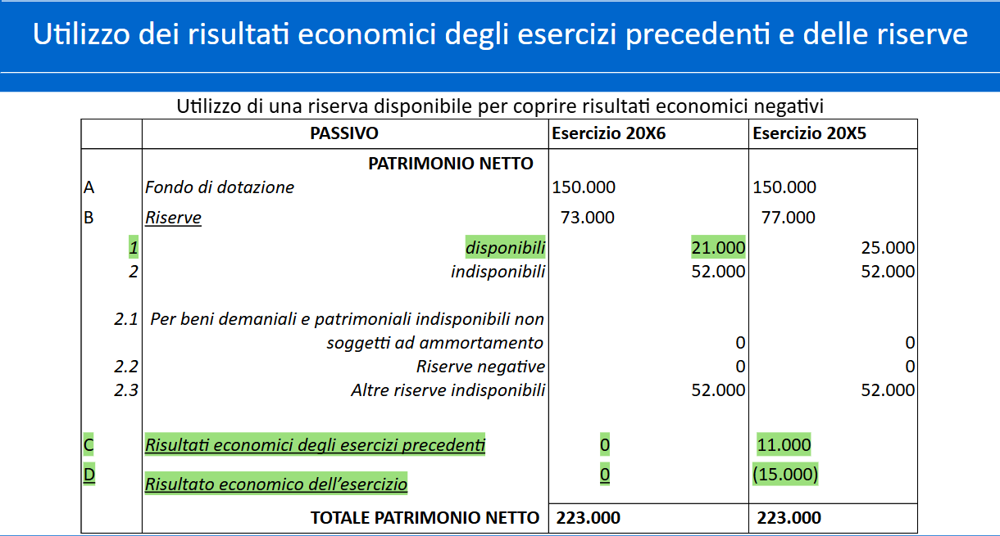 Utilizzo dei risultati economici degli esercizi precedenti e delle riserve
Utilizzo di una riserva disponibile per coprire risultati economici negativi
PASSIVO Esercizio 20X6 Esercizio 20X5
PATRIMONIO NETTO
A Fondo di dotazione 150.000 150.000
B Riserve 73.000 77.000
1 disponibili 21.000 25.000
2 indisponibili 52.000 52.000
2.1 Per beni demaniali e patrimoniali indisponibili non
soggetti ad ammortamento 0 0
2.2 Riserve negative 0 0
2.3 Altre riserve indisponibili 52.000 52.000
C Risultati economici degli esercizi precedenti 0 11.000
D Risultato economico dell’esercizio 0 (15.000)
TOTALE PATRIMONIO NETTO 223.000 223.000